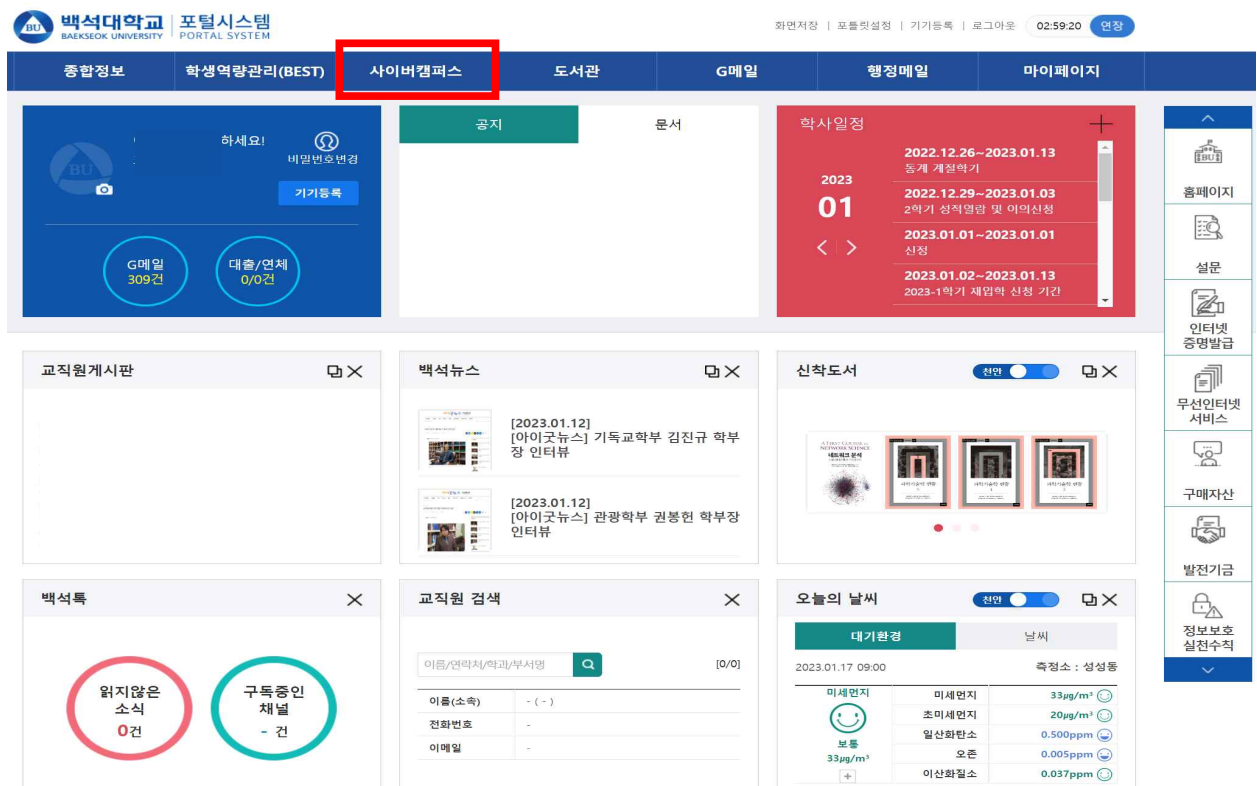 BU 백석대학교 포털시스템
BAEKSEOK UNIVERSITY PORTAL SYSTEM
화면저장 | 포틀릿설정 | 기기등록 | 로그아웃 02:59:20 연장
종합정보 학생역량관리(BEST) 사이버캠퍼스 도서관 G메일 행정메일 마이페이지
하세요!
비밀번호변경
BU
기기등록
G메일
309건
대출/연체
0/0건
공지 문서
학사일정
2023
01
2022.12.26~2023.01.13
동계 계절학기
2022.12.29~2023.01.03
2학기 성적열람 및 이의신청
2023.01.01~2023.01.01
신정
2023.01.02~2023.01.13
2023-1학기 재입학 신청 기간
BU
홈페이지
설문
인터넷
증명발급
무선인터넷
서비스
구매자산
발전기금
정보보호
실천수칙
교직원게시판
백석뉴스
[2023.01.12]
[아이굿뉴스] 기독교학부 김진규 학부
장 인터뷰
[2023.01.12]
[아이굿뉴스] 관광학부 권봉헌 학부장
인터뷰
신착도서 천안
A FIRST COURSE in
NETWORK SCIENCE
네트워크 분석
백석톡
읽지않은
소식
0건
구독중인
채널
- 건
교직원 검색
이름/연락처/학과/부서명 [0/0]
이름(소속) - ( - )
전화번호 -
이메일 -
오늘의 날씨 천안
대기환경 날씨
2023.01.17 09:00 측정소 : 성성동
미세먼지
보통
33㎍/m³
+
미세먼지 33㎍/m³
초미세먼지 20㎍/m³
일산화탄소 0.500ppm
오존 0.005ppm
이산화질소 0.037ppm